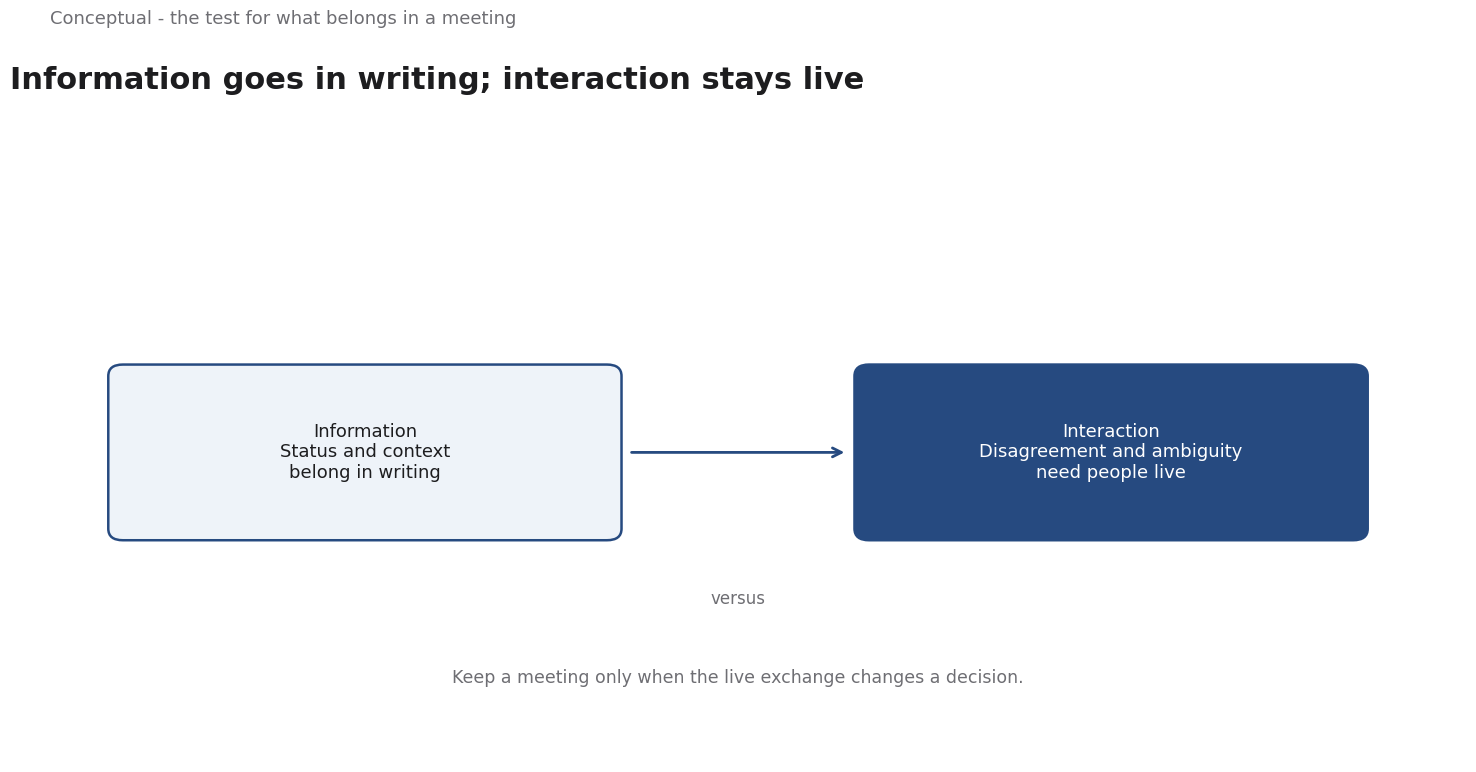 Conceptual - the test for what belongs in a meeting
Information goes in writing; interaction stays live
Information
Status and context
belong in writing
Interaction
Disagreement and ambiguity
need people live
versus
Keep a meeting only when the live exchange changes a decision.